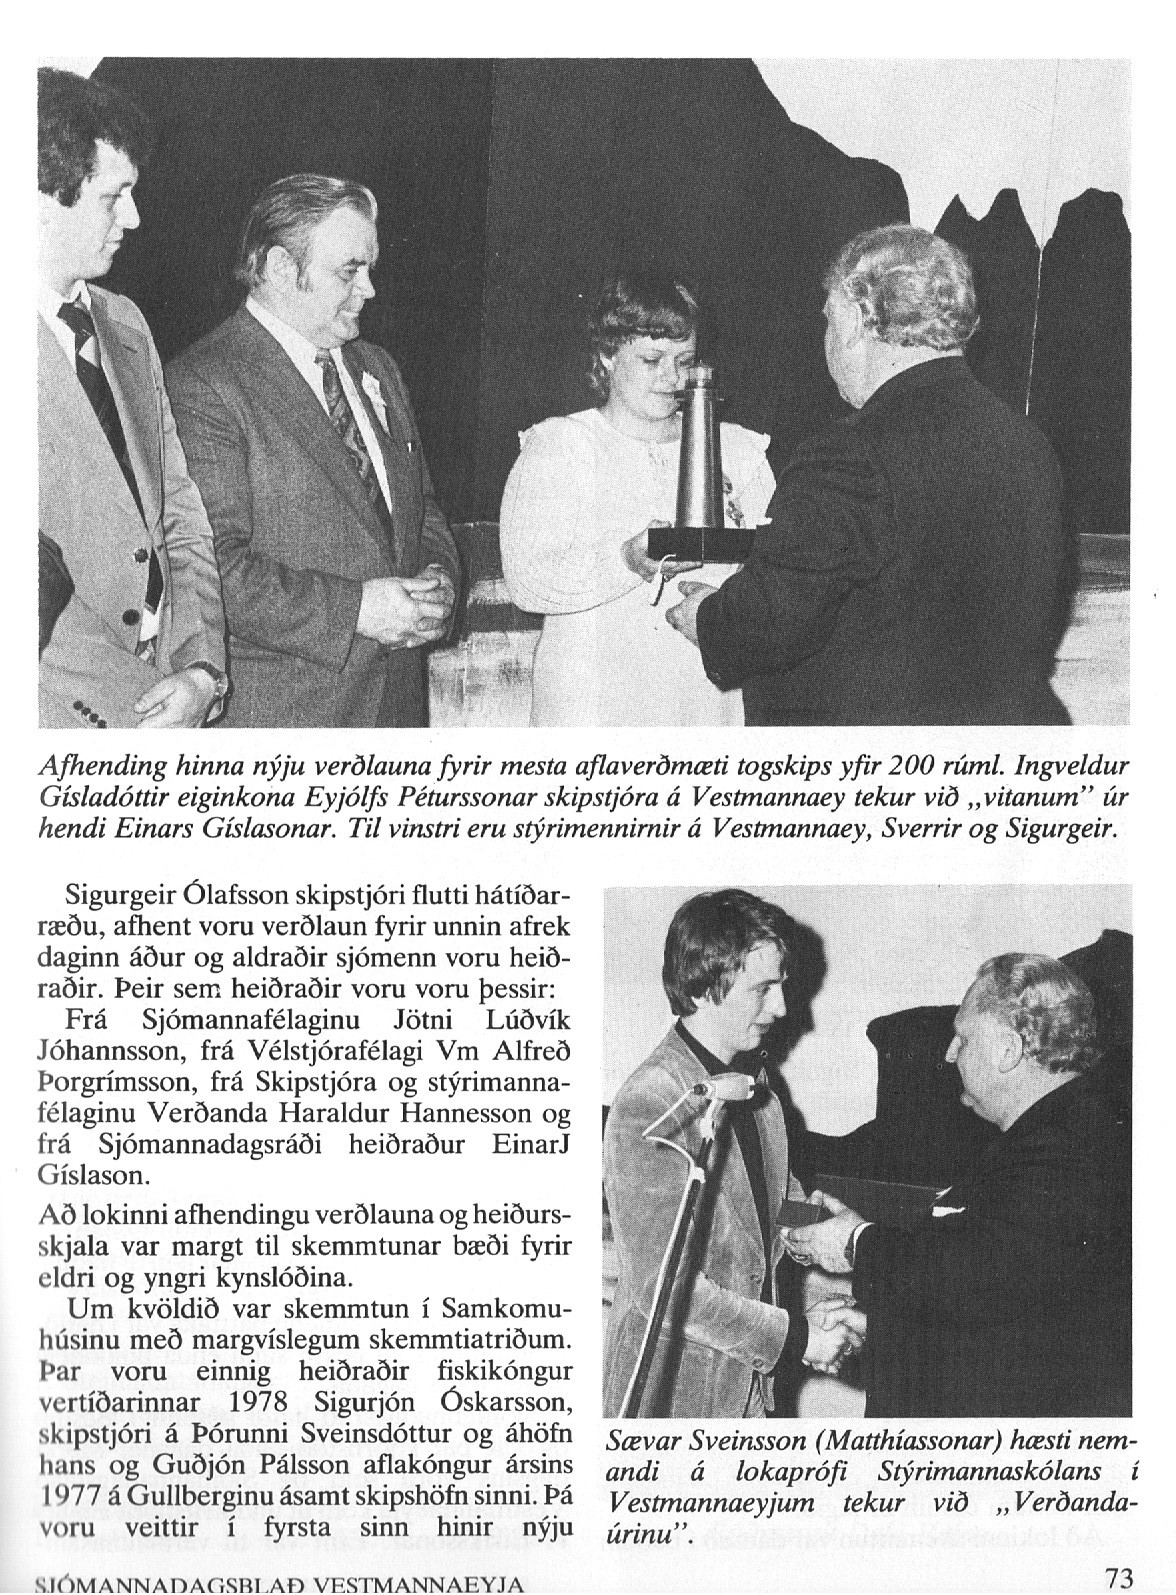 Afhending hinna nýju verðlauna fyrir mesta aflaverðmæti togskips yfir 200 rúml. Ingveldur
Gísladóttir eiginkona Eyjólfs Péturssonar skipstjóra á Vestmannaey tekur við „vitanum” úr
hendi Einars Gíslasonar. Til vinstri eru stýrimennirnir á Vestmannaey, Sverrir og Sigurgeir.
Sigurgeir Ólafsson skipstjóri flutti hátíðar-
ræðu, afhent voru verðlaun fyrir unnin afrek
daginn áður og aldraðir sjómenn voru heið-
raðir. Þeir sem heiðraðir voru voru þessir:
Frá Sjómannafélaginu Jötni Lúðvík
Jóhannsson, frá Vélstjórafélagi Vm Alfreð
Þorgrímsson, frá Skipstjóra og stýrimanna-
félaginu Verðanda Haraldur Hannesson og
frá Sjómannadagsráði heiðraður EinarJ
Gíslason.
Að lokinni afhendingu verðlauna og heiðurs-
skjala var margt til skemmtunar bæði fyrir
eldri og yngri kynslóðina.
Um kvöldið var skemmtun í Samkomu-
húsinu með margvíslegum skemmtiatriðum.
Þar voru einnig heiðraðir fiskikóngur
vertíðarinnar 1978 Sigurjón Óskarsson,
skipstjóri á Þórunni Sveinsdóttur og áhöfn
hans og Guðjón Pálsson aflakóngur ársins
1977 á Gullberginu ásamt skipshöfn sinni. Þá
voru veittir í fyrsta sinn hinir nýju
Sævar Sveinsson (Matthíassonar) hæsti nem-
andi á lokaprófi Stýrimannaskólans í
Vestmannaeyjum tekur við „Verðanda-
úrinu”.
SJÓMANNADAGSBLAÐ VESTMANNAEYJA
73